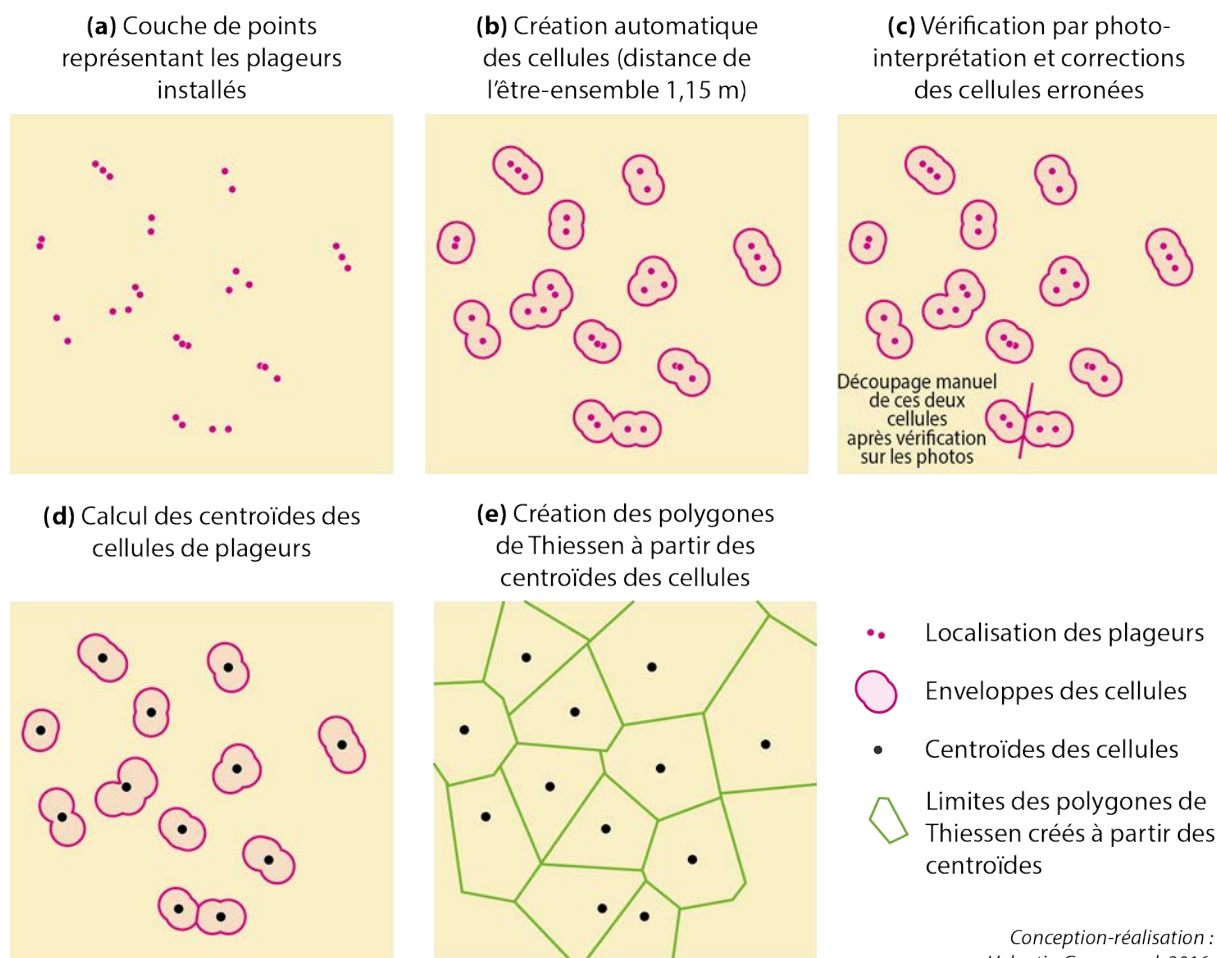 (a) Couche de points
représentant les plageurs
installés
(b) Création automatique
des cellules (distance de
l’être-ensemble 1,15 m)
(c) Vérification par photo-
interprétation et corrections
des cellules erronées
Découpage manuel
de ces deux
cellules
après vérification
sur les photos
(d) Calcul des centroïdes des
cellules de plageurs
(e) Création des polygones
de Thiessen à partir des
centroïdes des cellules
Localisation des plageurs
Enveloppes des cellules
Centroïdes des cellules
Limites des polygones de
Thiessen créés à partir des
centroïdes
Conception-réalisation :